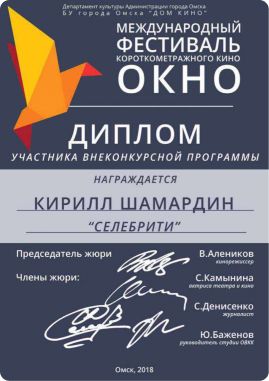 Департамент культуры Администрации города Омска
БУ города Омска "ДОМ КИНО"
МЕЖДУНАРОДНЫЙ
ФЕСТИВАЛЬ
КОРОТКОМЕТРАЖНОГО КИНО
ОКНО
ДИПЛОМ
УЧАСТНИКА ВНЕКОНКУРСНОЙ ПРОГРАММЫ
НАГРАЖДАЕТСЯ
КИРИЛЛ ШАМАРДИН
“СЕЛЕБРИТИ”
Председатель жюри В.Алеников
кинорежиссер
Члены жюри: С.Камынина
актриса театра и кино
С.Денисенко
журналист
Ю.Баженов
руководитель студии ОВКК
Омск, 2018